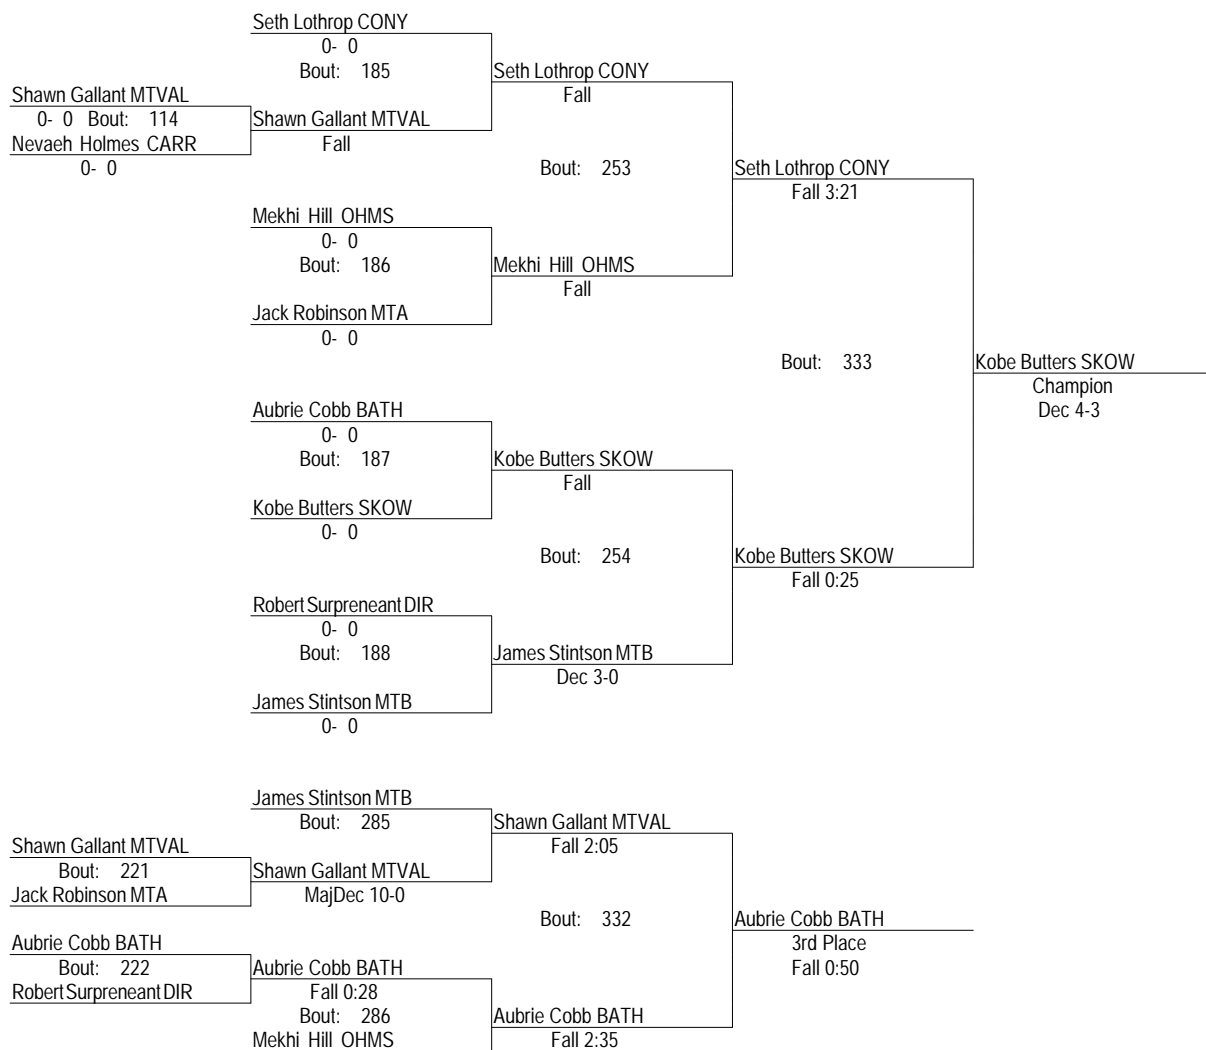 Seth Lothrop CONY
0- 0
Bout: 185
Seth Lothrop CONY
Fall
Shawn Gallant MTVAL
0- 0 Bout: 114
Shawn Gallant MTVAL
Fall
Nevaeh Holmes CARR
0- 0
Bout: 253
Seth Lothrop CONY
Fall 3:21
Mekhi Hill OHMS
0- 0
Bout: 186
Mekhi Hill OHMS
Fall
Jack Robinson MTA
0- 0
Bout: 333
Kobe Butters SKOW
Champion
Dec 4-3
Aubrie Cobb BATH
0- 0
Bout: 187
Kobe Butters SKOW
Fall
Kobe Butters SKOW
0- 0
Bout: 254
Kobe Butters SKOW
Fall 0:25
Robert Surpreneant DIR
0- 0
Bout: 188
James Stintson MTB
Dec 3-0
James Stintson MTB
0- 0
James Stintson MTB
Bout: 285
Shawn Gallant MTVAL
Fall 2:05
Shawn Gallant MTVAL
Bout: 221
Shawn Gallant MTVAL
MajDec 10-0
Jack Robinson MTA
Bout: 332
Aubrie Cobb BATH
3rd Place
Fall 0:50
Aubrie Cobb BATH
Bout: 222
Aubrie Cobb BATH
Fall 0:28
Robert Surpreneant DIR
Bout: 286
Aubrie Cobb BATH
Fall 2:35
Mekhi Hill OHMS